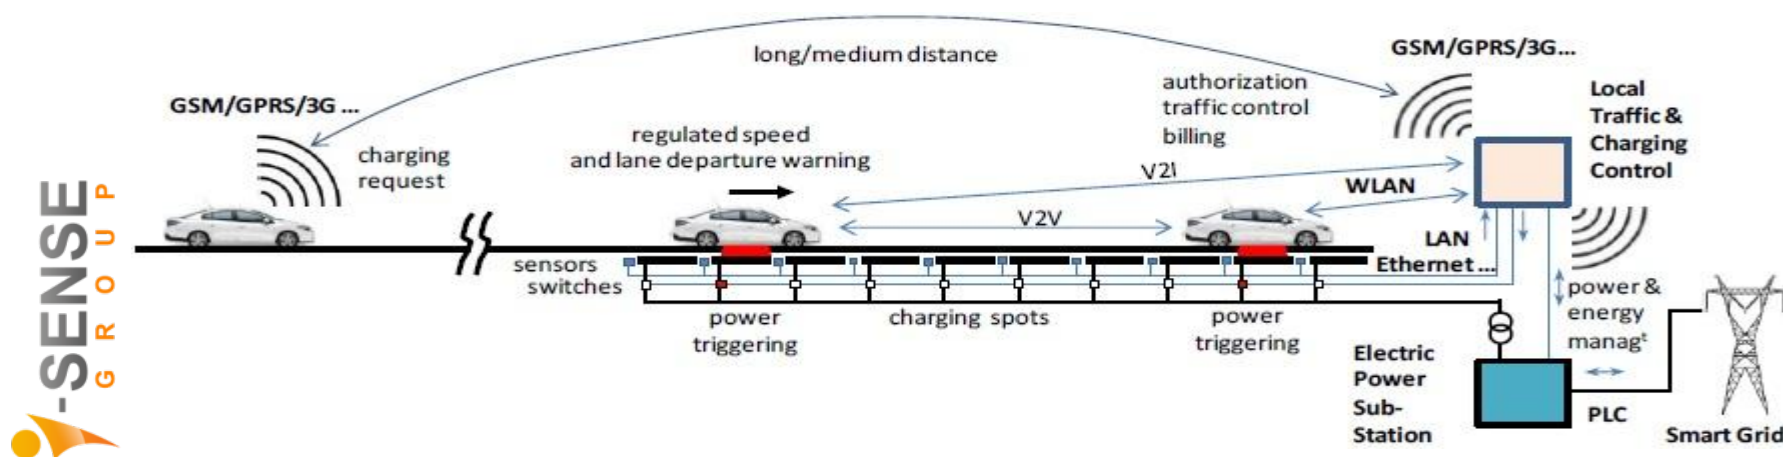 GSM/GPRS/3G...
long/medium distance
authorization
traffic control
billing
Local
Traffic &
Charging
Control
GSM/GPRS/3G ...
charging
request
regulated speed
and lane departure warning
V2I
WLAN
V2V
LAN
Ethernet ...
sensors
switches
power
triggering
charging spots
power
triggering
power &
energy
managᵗ
Electric
Power
Sub-
Station
PLC
Smart Grid
-SENSE
GROUP